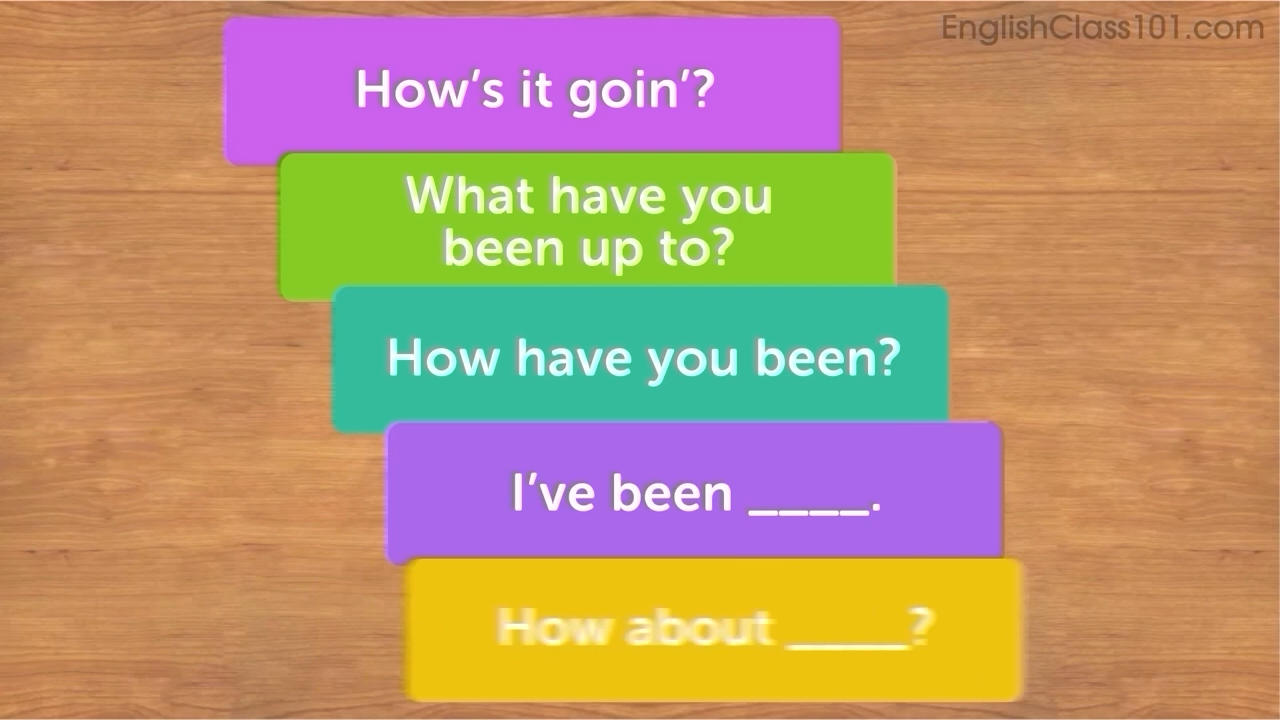 EnglishClass101.com
How's it goin'?
What have you
been up to?
How have you been?
I've been ____.
How about ____?